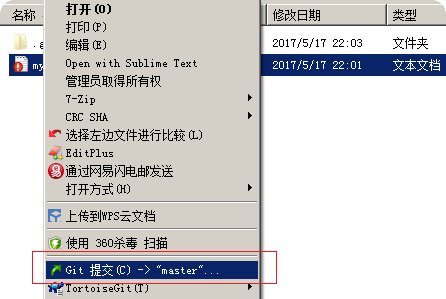 名称
修改日期
类型
.a
2017/5/17 22:03
文件夹
my
2017/5/17 22:01
文本文档
打开(O)
打印(P)
编辑(E)
Open with Sublime Text
管理员取得所有权
7-Zip
CRC SHA
选择左边文件进行比较(L)
EditPlus
通过网易闪电邮发送
打开方式(H)
上传到WPS云文档
使用 360杀毒 扫描
Git 提交(C) -> "master"...
TortoiseGit(T)